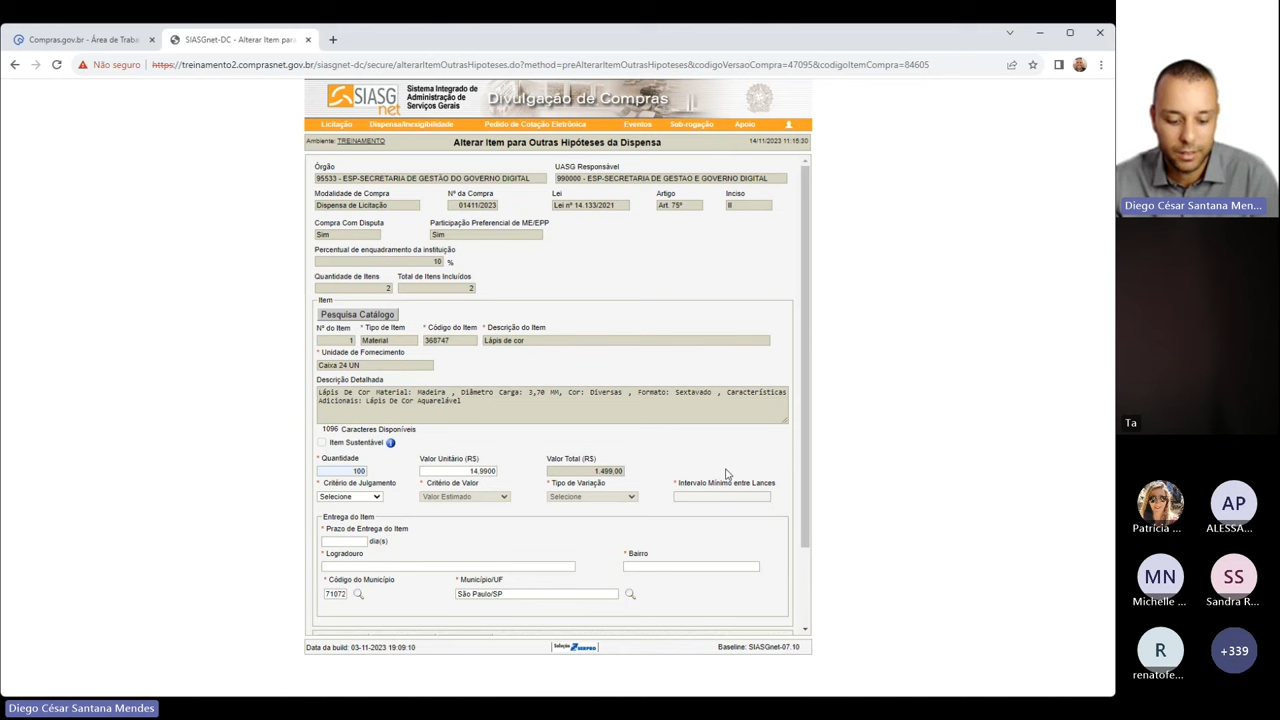 Compras.gov.br - Área de Traba
SIASGnet-DC - Alterar Item para
Não seguro
https://treinamento2.comprasnet.gov.br/siasgnet-dc/secure/alterarItemOutrasHipoteses.do?method=preAlterarItemOutrasHipoteses&codigoVersaoCompra=47095&codigoItemCompra=84605
SIASG net
Sistema Integrado de
Administração de
Serviços Gerais
Divulgação de Compras
Licitação Dispensa/Inexigibilidade Pedido de Cotação Eletrônica Eventos Sub-rogação Apoio
Ambiente: TREINAMENTO
Alterar Item para Outras Hipóteses da Dispensa
14/11/2023 11:15:30
Órgão UASG Responsável
95533 - ESP-SECRETARIA DE GESTÃO DO GOVERNO DIGITAL 990000 - ESP-SECRETARIA DE GESTAO E GOVERNO DIGITAL
Modalidade de Compra Nº da Compra Lei Artigo Inciso
Dispensa de Licitação 01411/2023 Lei nº 14.133/2021 Art. 75º II
Compra Com Disputa Participação Preferencial de ME/EPP
Sim Sim
Percentual de enquadramento da instituição
10 %
Quantidade de Itens Total de Itens Incluídos
2 2
Item
Pesquisa Catálogo
Nº do Item * Tipo de Item * Código do Item * Descrição do Item
1 Material 368747 Lápis de cor
* Unidade de Fornecimento
Caixa 24 UN
Descrição Detalhada
Lápis De Cor Material: Madeira , Diâmetro Carga: 3,70 MM, Cor: Diversas , Formato: Sextavado , Características
Adicionais: Lápis De Cor Aquarelável
1096 Caracteres Disponíveis
Item Sustentável
* Quantidade Valor Unitário (R$) Valor Total (R$)
100 14,9900 1.499,00
* Critério de Julgamento * Critério de Valor * Tipo de Variação * Intervalo Mínimo entre Lances
Selecione Valor Estimado Selecione
Entrega do Item
* Prazo de Entrega do Item
dia(s)
* Logradouro * Bairro
* Código do Município * Município/UF
71072 São Paulo/SP
Data da build: 03-11-2023 19:09:10
Solução SERPRO
Baseline: SIASGnet-07.10
Diego César Santana Men...
Ta
Patrícia ...
AP
ALESSA...
MN
Michelle ...
SS
Sandra R...
R
renatofe...
+339
Diego César Santana Mendes